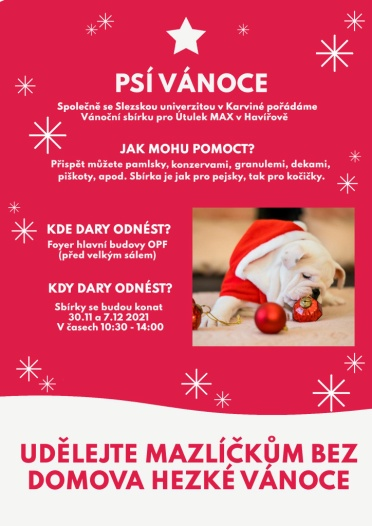 PSÍ VÁNOCE
Společně se Slezskou univerzitou v Karviné pořádáme
Vánoční sbírku pro Útulek MAX v Havířově
JAK MOHU POMOCT?
Přispět můžete pamlsky, konzervami, granulemi, dekami,
piškoty, apod. Sbírka je jak pro pejsky, tak pro kočičky.
KDE DARY ODNÉST?
Foyer hlavní budovy OPF
(před velkým sálem)
KDY DARY ODNÉST?
Sbírky se budou konat
30.11 a 7.12 2021
V časech 10:30 - 14:00
UDĚLEJTE MAZLÍČKŮM BEZ
DOMOVA HEZKÉ VÁNOCE